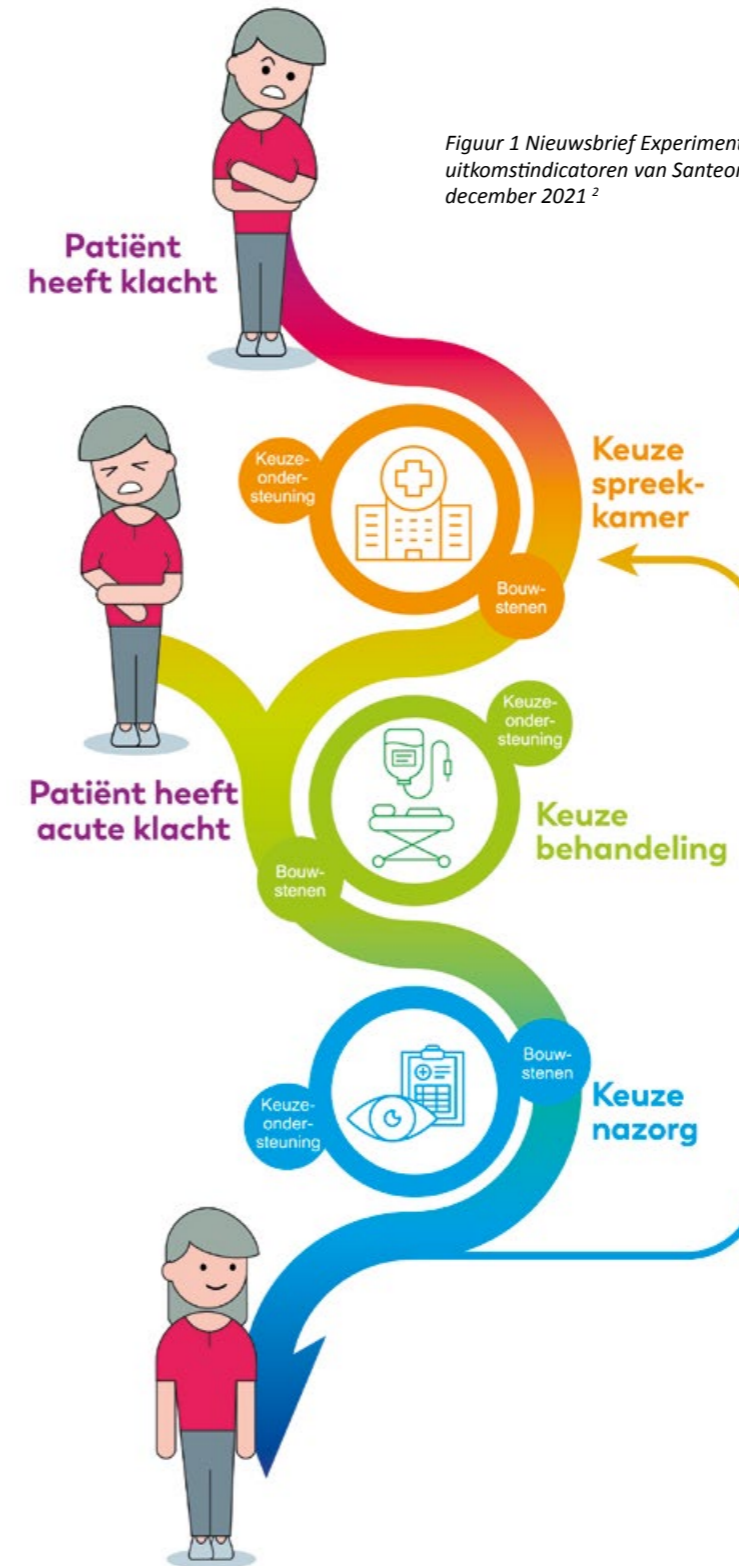 Figuur 1 Nieuwsbrief Experiment
uitkomstindicatoren van Santeon
december 2021 ²
Patiënt
heeft klacht
Keuze-
onder-
steuning
Keuze
spreek-
kamer
Bouw-
stenen
Keuze-
onder-
steuning
Patiënt heeft
acute klacht
Keuze
behandeling
Bouw-
stenen
Bouw-
stenen
Keuze-
onder-
steuning
Keuze
nazorg